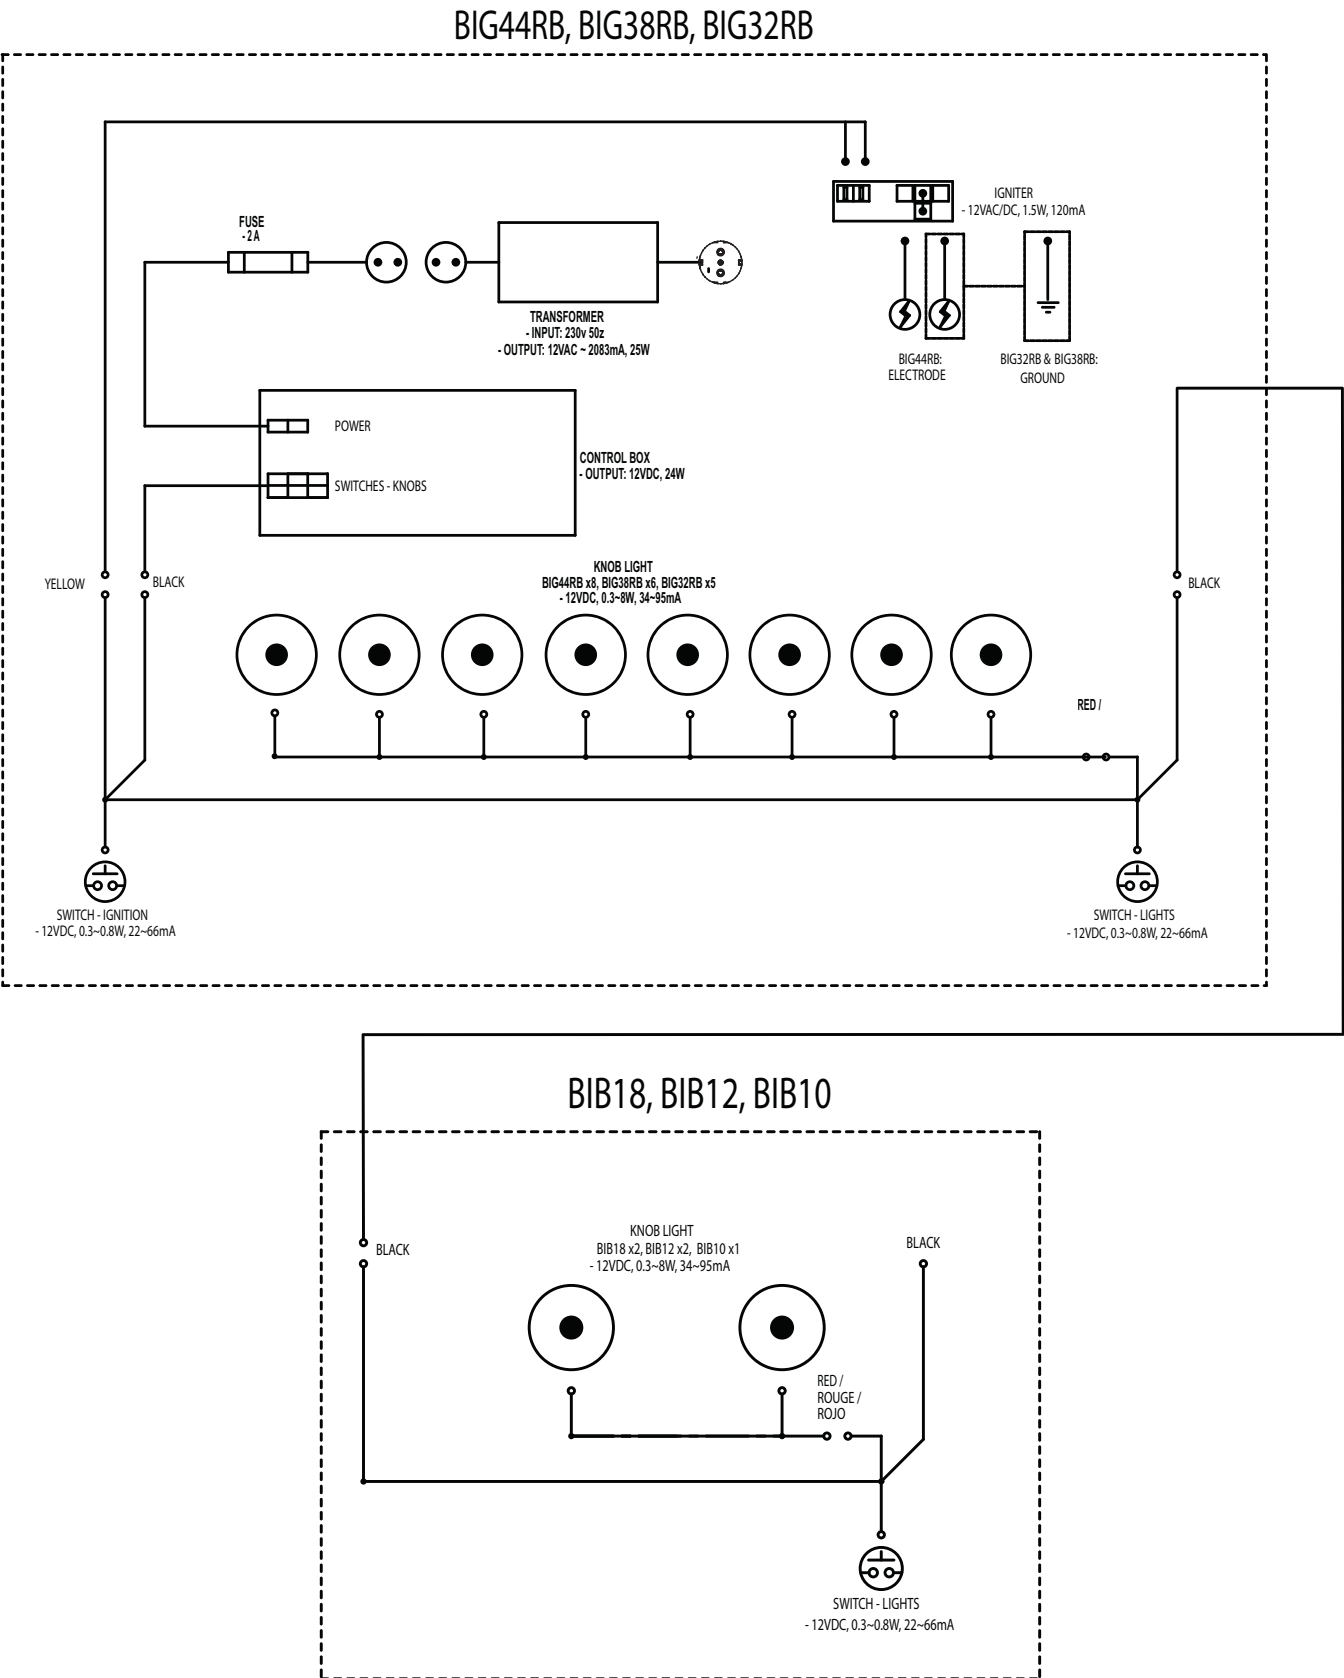 BIG44RB, BIG38RB, BIG32RB
IGNITER
- 12VAC/DC, 1.5W, 120mA
FUSE
- 2 A
TRANSFORMER
- INPUT: 230v 50z
- OUTPUT: 12VAC ~ 2083mA, 25W
BIG44RB:
ELECTRODE
BIG32RB & BIG38RB:
GROUND
POWER
CONTROL BOX
- OUTPUT: 12VDC, 24W
SWITCHES - KNOBS
YELLOW
BLACK
KNOB LIGHT
BIG44RB x8, BIG38RB x6, BIG32RB x5
- 12VDC, 0.3~8W, 34~95mA
BLACK
RED /
SWITCH - IGNITION
- 12VDC, 0.3~0.8W, 22~66mA
SWITCH - LIGHTS
- 12VDC, 0.3~0.8W, 22~66mA
BIB18, BIB12, BIB10
BLACK
KNOB LIGHT
BIB18 x2, BIB12 x2, BIB10 x1
- 12VDC, 0.3~8W, 34~95mA
BLACK
RED /
ROUGE /
ROJO
SWITCH - LIGHTS
- 12VDC, 0.3~0.8W, 22~66mA